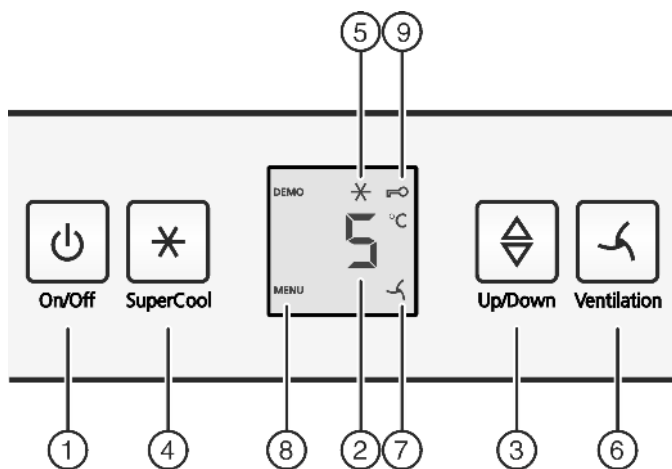 5 9
DEMO
5 °C
MENU
On/Off SuperCool Up/Down Ventilation
1 4 8 2 7 3 6